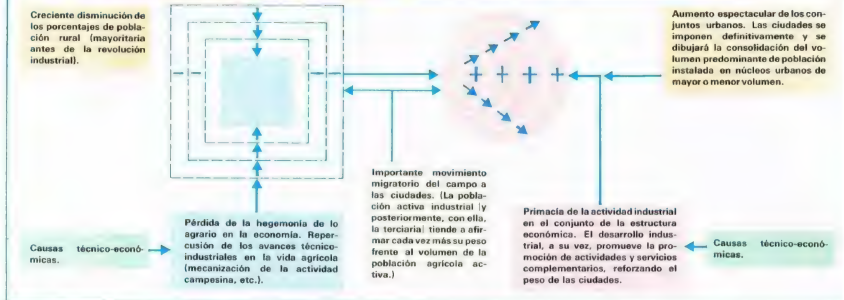 Creciente disminución de
los porcentajes de pobla-
ción rural (mayoritaria
antes de la revolución
industrial).
Aumento espectacular de los con-
juntos urbanos. Las ciudades se
imponen definitivamente y se
dibujará la consolidación del vo-
lumen predominante de población
instalada en núcleos urbanos de
mayor o menor volumen.
Importante movimiento
migratorio del campo a
las ciudades. (La pobla-
ción activa industrial |y
posteriormente, con ella,
la terciaria| tiende a afir-
mar cada vez más su peso
frente al volumen de la
población agrícola ac-
tiva.)
Causas técnico-econó-
micas.
Pérdida de la hegemonía de lo
agrario en la economía. Reper-
cusión de los avances técnico-
industriales en la vida agrícola
(mecanización de la actividad
campesina, etc.).
Primacía de la actividad industrial
en el conjunto de la estructura
económica. El desarrollo indus-
trial, a su vez, promueve la pro-
moción de actividades y servicios
complementarios, reforzando el
peso de las ciudades.
Causas técnico-econó-
micas.